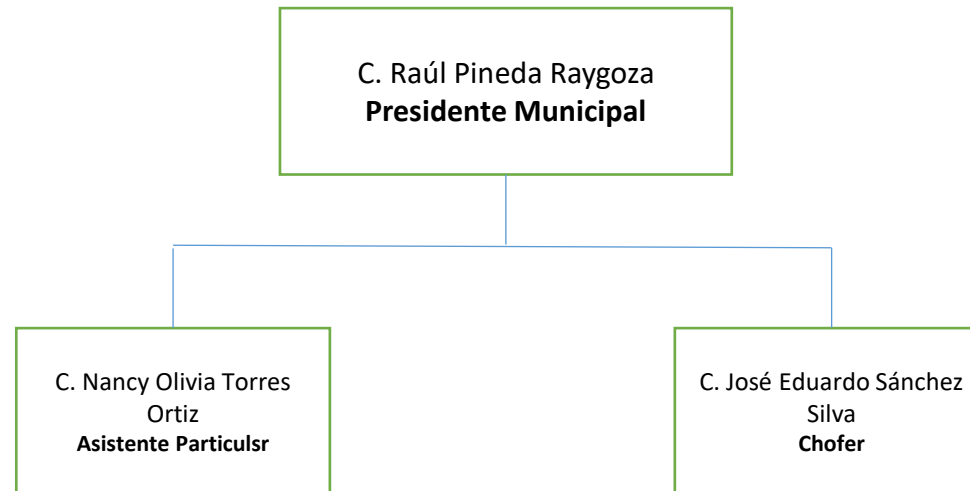 C. Raúl Pineda Raygoza
Presidente Municipal
C. Nancy Olivia Torres
Ortiz
Asistente Particulsr
C. José Eduardo Sánchez
Silva
Chofer